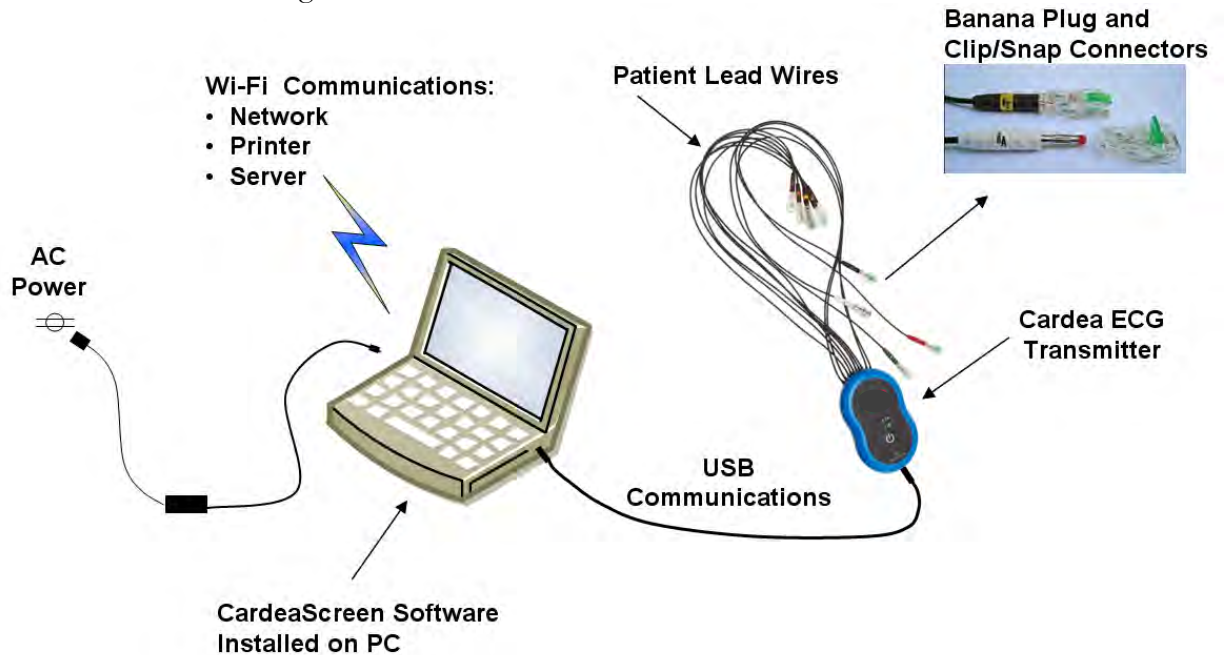 Banana Plug and
Clip/Snap Connectors
Patient Lead Wires
Wi-Fi Communications:
• Network
• Printer
• Server
AC
Power
Cardea ECG
Transmitter
USB
Communications
CardeaScreen Software
Installed on PC